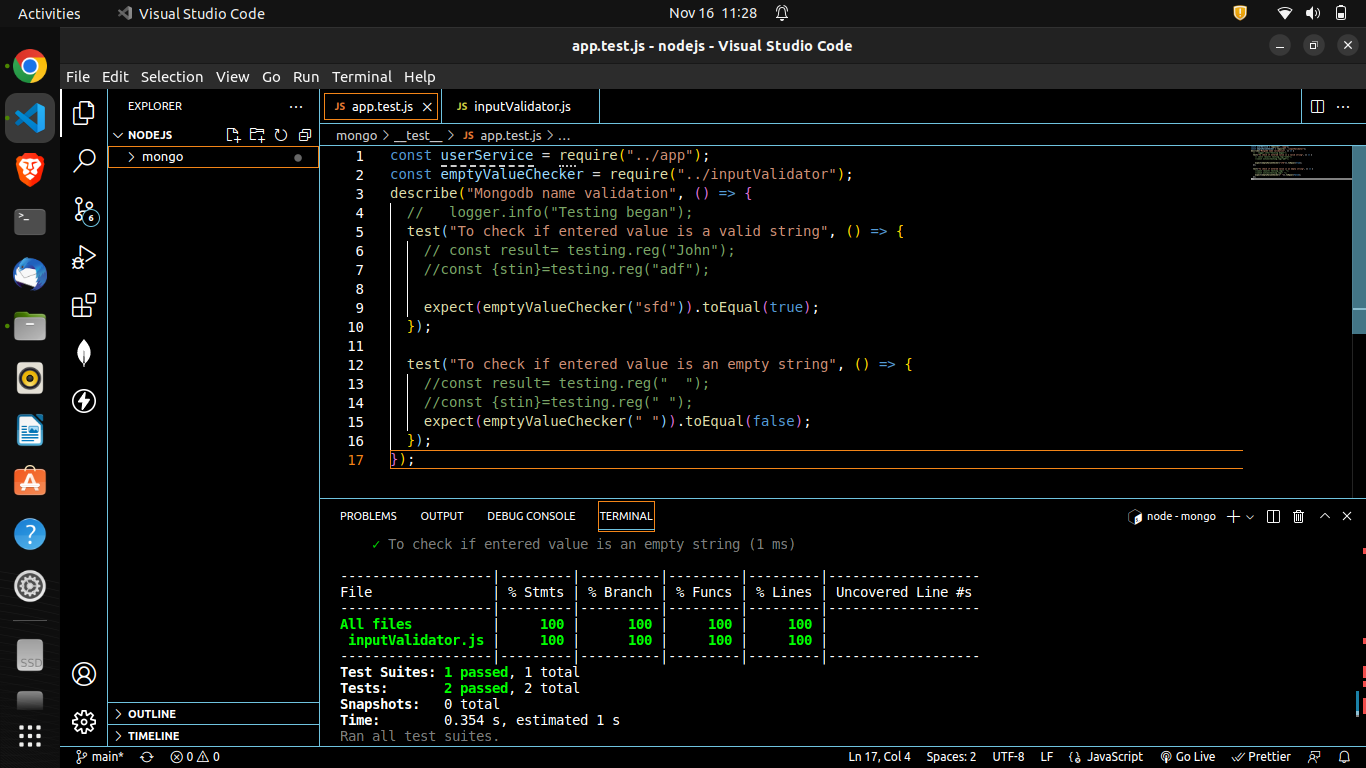 Activities Visual Studio Code Nov 16 11:28
app.test.js - nodejs - Visual Studio Code
File Edit Selection View Go Run Terminal Help
EXPLORER
NODEJS
mongo
6
SSD
OUTLINE
TIMELINE
JS app.test.js JS inputValidator.js
mongo > __test__ > JS app.test.js > ...
1 const userService = require("../app");
2 const emptyValueChecker = require("../inputValidator");
3 describe("Mongodb name validation", () => {
4 //   logger.info("Testing began");
5 test("To check if entered value is a valid string", () => {
6 // const result= testing.reg("John");
7 //const {stin}=testing.reg("adf");
8
9 expect(emptyValueChecker("sfd")).toEqual(true);
10 });
11
12 test("To check if entered value is an empty string", () => {
13 //const result= testing.reg("  ");
14 //const {stin}=testing.reg(" ");
15 expect(emptyValueChecker(" ")).toEqual(false);
16 });
17 });
PROBLEMS OUTPUT DEBUG CONSOLE TERMINAL node - mongo
✓ To check if entered value is an empty string (1 ms)
-------------------|---------|----------|---------|---------|-------------------
File               | % Stmts | % Branch | % Funcs | % Lines | Uncovered Line #s
-------------------|---------|----------|---------|---------|-------------------
All files          |     100 |      100 |     100 |     100 |
 inputValidator.js |     100 |      100 |     100 |     100 |
-------------------|---------|----------|---------|---------|-------------------
Test Suites: 1 passed, 1 total
Tests:       2 passed, 2 total
Snapshots:   0 total
Time:        0.354 s, estimated 1 s
Ran all test suites.
main* 0 0 Ln 17, Col 4 Spaces: 2 UTF-8 LF {} JavaScript Go Live Prettier